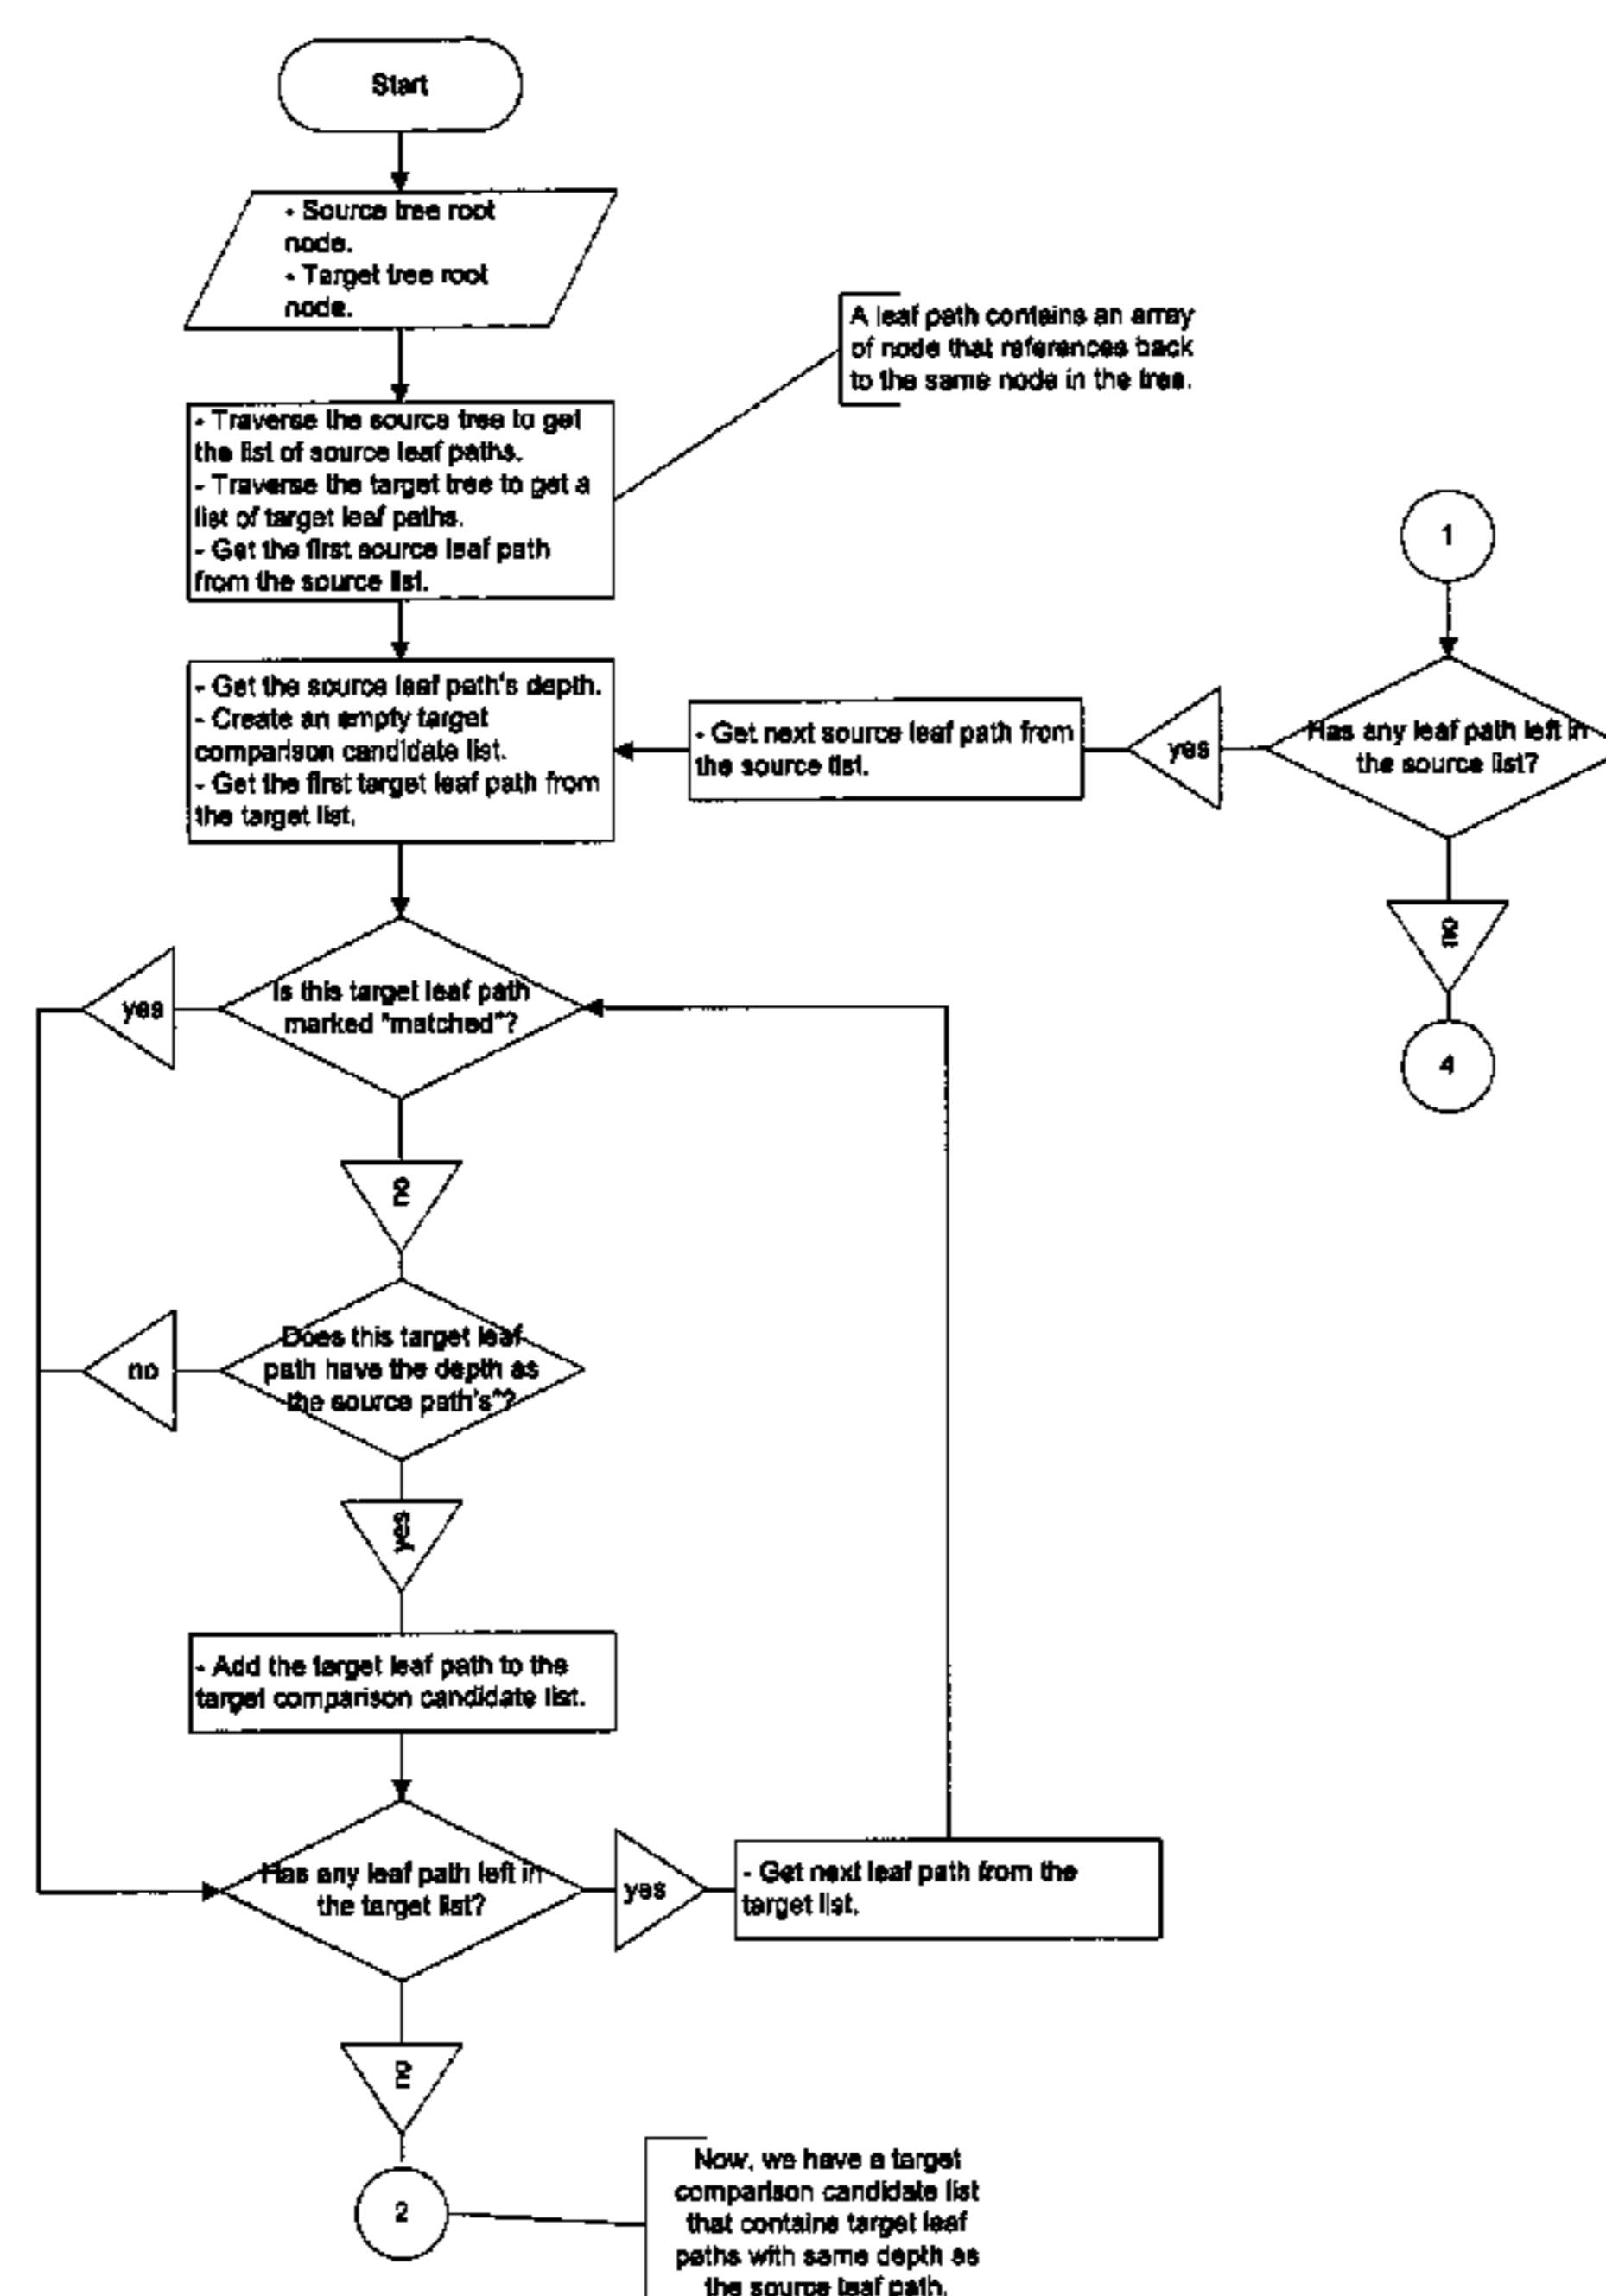 Start
- Source tree root
node.
- Target tree root
node.
A leaf path contains an array
of node that references back
to the same node in the tree.
- Traverse the source tree to get
the list of source leaf paths.
- Traverse the target tree to get a
list of target leaf paths.
- Get the first source leaf path
from the source list.
1
- Get the source leaf path's depth.
- Create an empty target
comparison candidate list.
- Get the first target leaf path from
the target list.
- Get next source leaf path from
the source list.
yes
Has any leaf path left in
the source list?
no
4
Is this target leaf path
marked "matched"?
yes
no
Does this target leaf
path have the depth as
the source path's"?
no
yes
- Add the target leaf path to the
target comparison candidate list.
Has any leaf path left in
the target list?
yes
- Get next leaf path from the
target list.
no
2
Now, we have a target
comparison candidate list
that contains target leaf
paths with same depth as
the source leaf path.